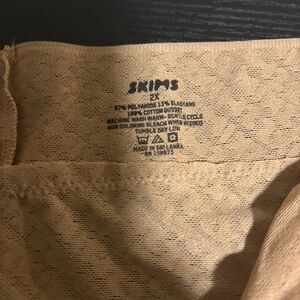 SKIMS
2X
87% POLYAMIDE 13% ELASTANE
100% COTTON GUSSET
MACHINE WASH WARM- GENTLE CYCLE
NON CHLORINE BLEACH WHEN NEEDED
TUMBLE DRY LOW
MADE IN SRI LANKA